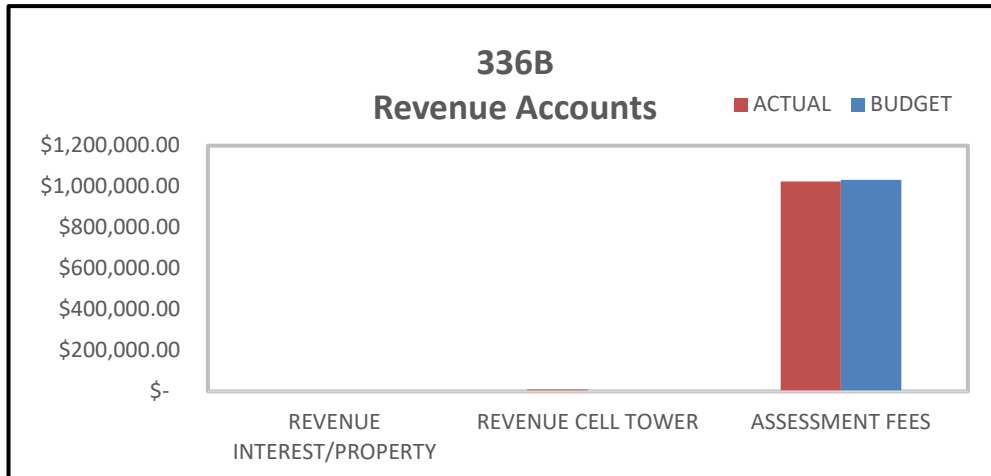 336B
Revenue Accounts
ACTUAL BUDGET
$1,200,000.00
$1,000,000.00
$800,000.00
$600,000.00
$400,000.00
$200,000.00
$-
REVENUE
INTEREST/PROPERTY
REVENUE CELL TOWER
ASSESSMENT FEES